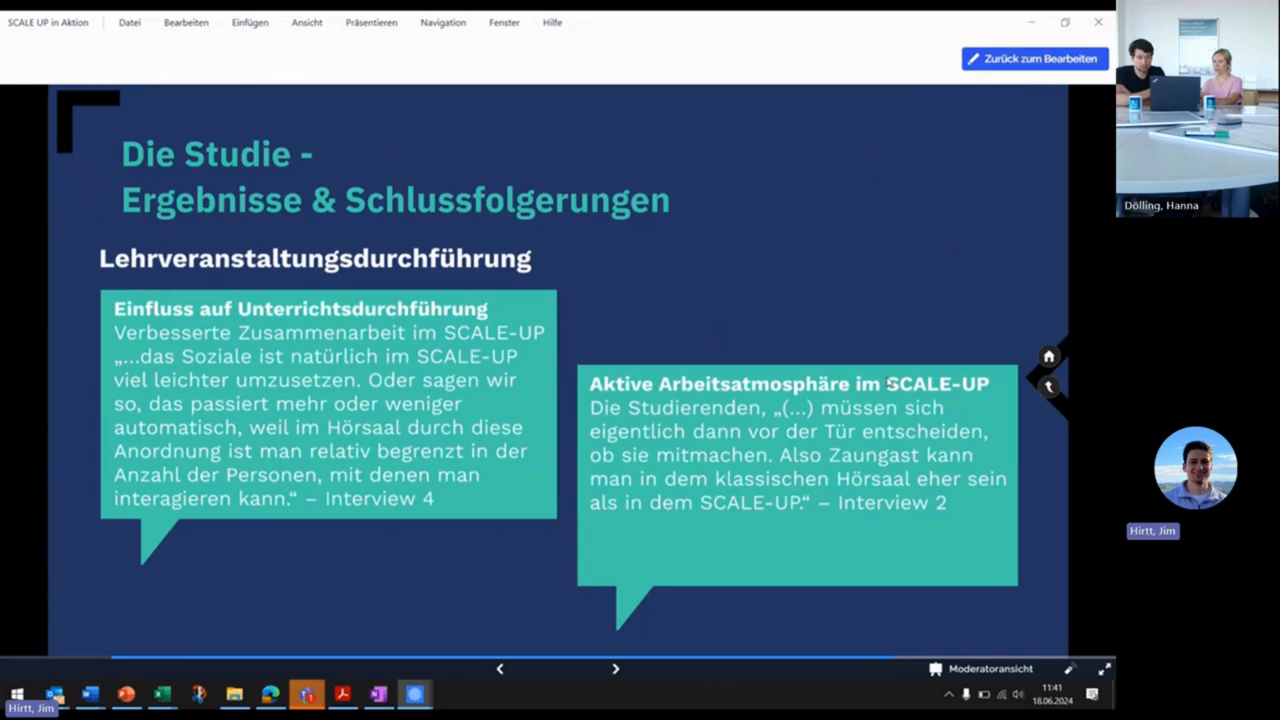 SCALE UP in Aktion
Datei
Bearbeiten
Einfügen
Ansicht
Präsentieren
Navigation
Fenster
Hilfe
Zurück zum Bearbeiten
Die Studie -
Ergebnisse & Schlussfolgerungen
Lehrveranstaltungsdurchführung
Einfluss auf Unterrichtsdurchführung
Verbesserte Zusammenarbeit im SCALE-UP
„...das Soziale ist natürlich im SCALE-UP
viel leichter umzusetzen. Oder sagen wir
so, das passiert mehr oder weniger
automatisch, weil im Hörsaal durch diese
Anordnung ist man relativ begrenzt in der
Anzahl der Personen, mit denen man
interagieren kann.“ – Interview 4
Aktive Arbeitsatmosphäre im SCALE-UP
Die Studierenden, „(...) müssen sich
eigentlich dann vor der Tür entscheiden,
ob sie mitmachen. Also Zaungast kann
man in dem klassischen Hörsaal eher sein
als in dem SCALE-UP.“ – Interview 2
Dölling, Hanna
Hirtt, Jim
Moderatoransicht
11:41
18.06.2024
Hirtt, Jim